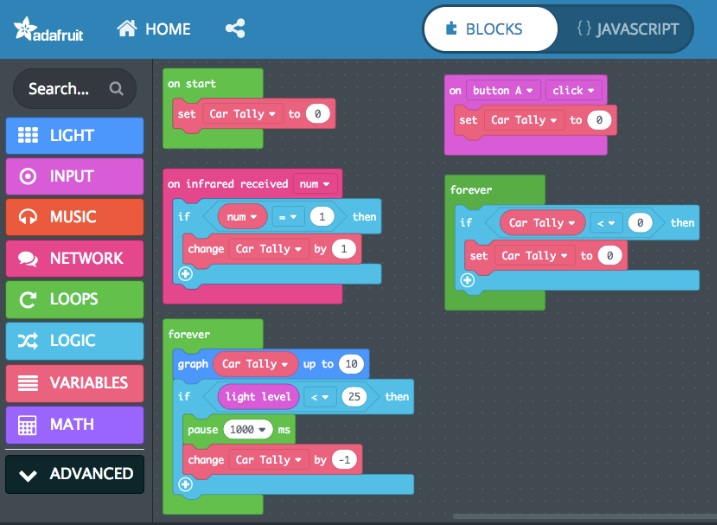 adafruit HOME BLOCKS {} JAVASCRIPT
Search...
LIGHT
INPUT
MUSIC
NETWORK
LOOPS
LOGIC
VARIABLES
MATH
ADVANCED
on start
set Car Tally to 0
on infrared received num
if num = 1 then
change Car Tally by 1
forever
graph Car Tally up to 10
if light level < 25 then
pause 1000 ms
change Car Tally by -1
on button A click
set Car Tally to 0
forever
if Car Tally < 0 then
set Car Tally to 0